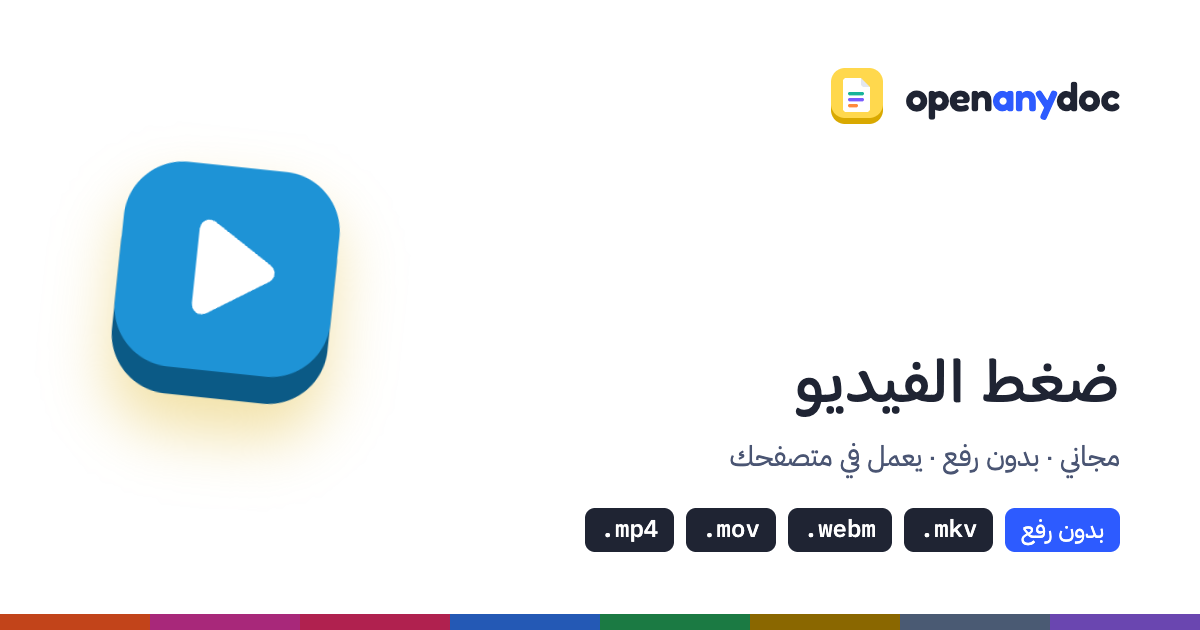 openanydoc
ضغط الفيديو
مجاني · بدون رفع · يعمل في متصفحك
بدون رفع .mkv .webm .mov .mp4